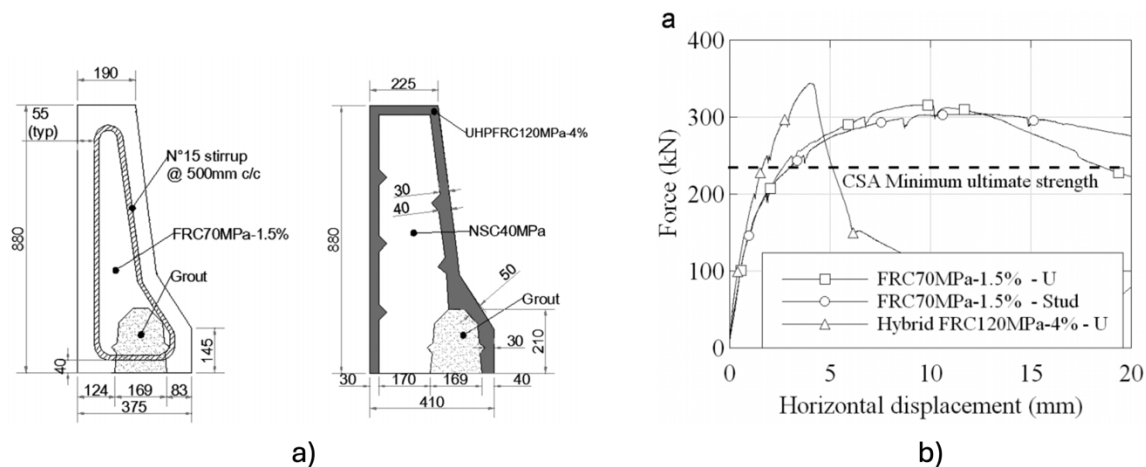 190
55
(typ)
N°15 stirrup
@ 500mm c/c
880
FRC70MPa-1.5%
Grout
40
145
124
169
83
375
225
UHPFRC120MPa-4%
30
40
NSC40MPa
880
50
Grout
30
210
30
170
169
40
410
a)
a
400
300
200
100
0
Force (kN)
CSA Minimum ultimate strength
FRC70MPa-1.5% - U
FRC70MPa-1.5% - Stud
Hybrid FRC120MPa-4% - U
0
5
10
15
20
Horizontal displacement (mm)
b)